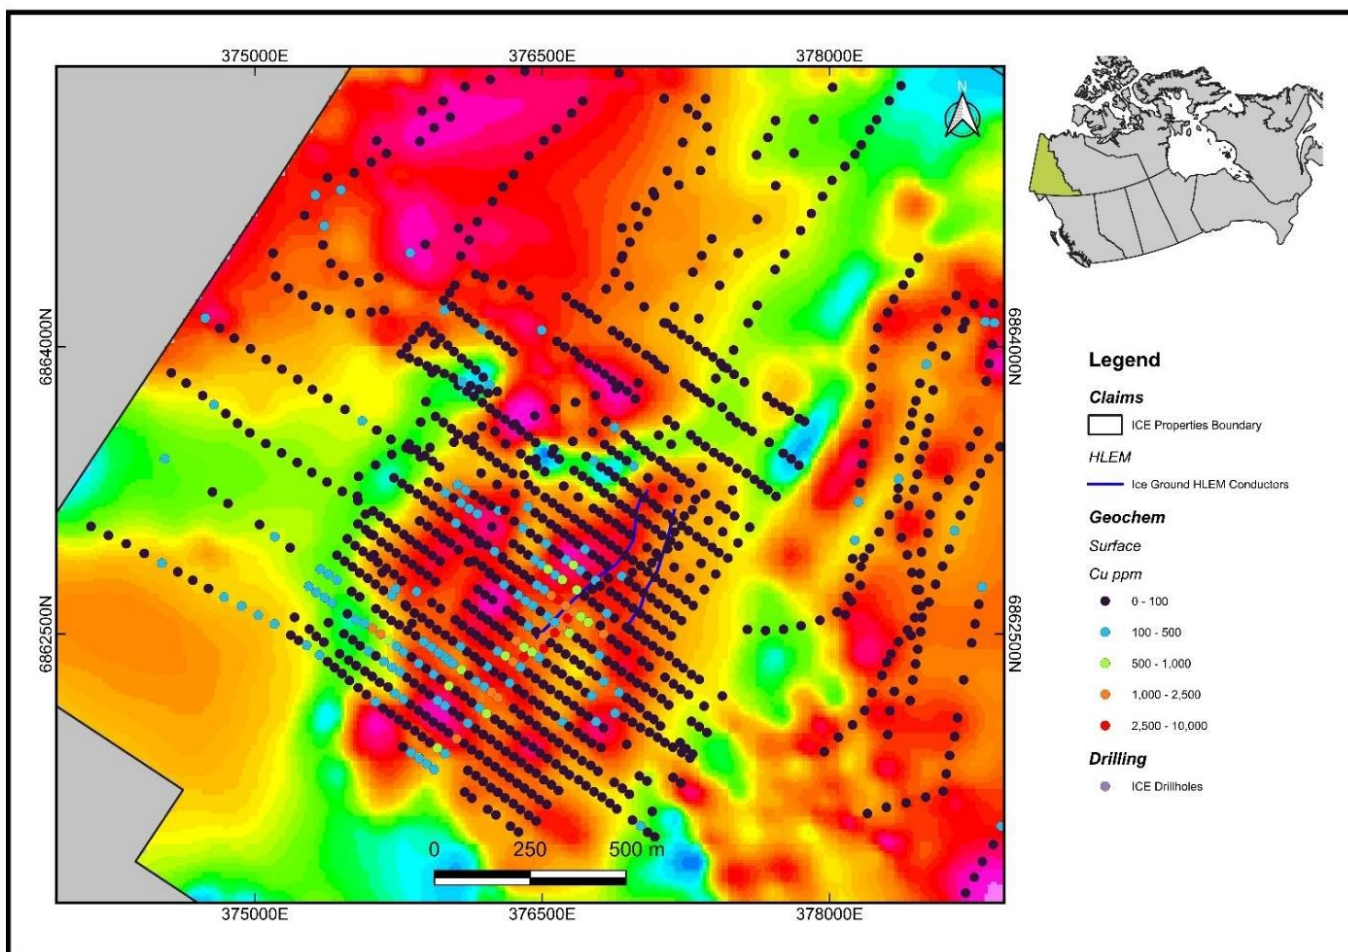 375000E 376500E 378000E
N
6864000N
6864000N
6862500N
6862500N
0 250 500 m
375000E 376500E 378000E
Legend
Claims
ICE Properties Boundary
HLEM
Ice Ground HLEM Conductors
Geochem
Surface
Cu ppm
0 - 100
100 - 500
500 - 1,000
1,000 - 2,500
2,500 - 10,000
Drilling
ICE Drillholes